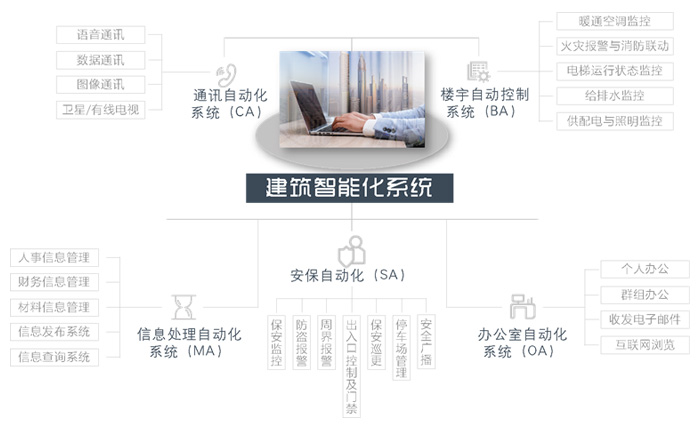 语音通讯
数据通讯
图像通讯
卫星/有线电视
通讯自动化
系统（CA）
楼宇自动控制
系统（BA）
暖通空调监控
火灾报警与消防联动
电梯运行状态监控
给排水监控
供配电与照明监控
建筑智能化系统
人事信息管理
财务信息管理
材料信息管理
信息发布系统
信息查询系统
信息处理自动化
系统（MA）
安保自动化（SA）
保安监控
防盗报警
周界报警
出入口控制及门禁
保安巡更
停车场管理
安全广播
办公室自动化
系统（OA）
个人办公
群组办公
收发电子邮件
互联网浏览